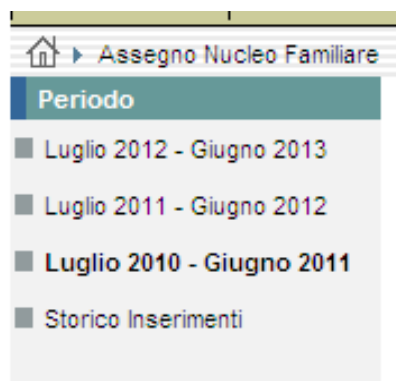 Assegno Nucleo Familiare
Periodo
Luglio 2012 - Giugno 2013
Luglio 2011 - Giugno 2012
Luglio 2010 - Giugno 2011
Storico Inserimenti